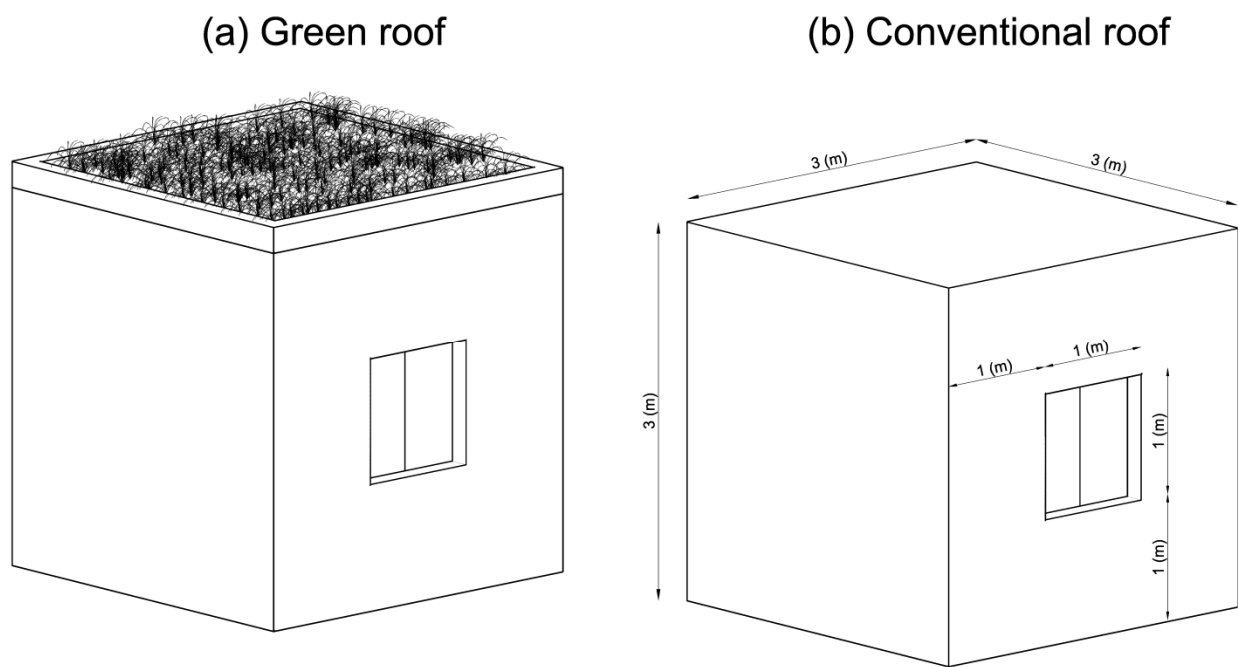 (a) Green roof
(b) Conventional roof
3 (m)
3 (m)
3 (m)
1 (m)
1 (m)
1 (m)
1 (m)